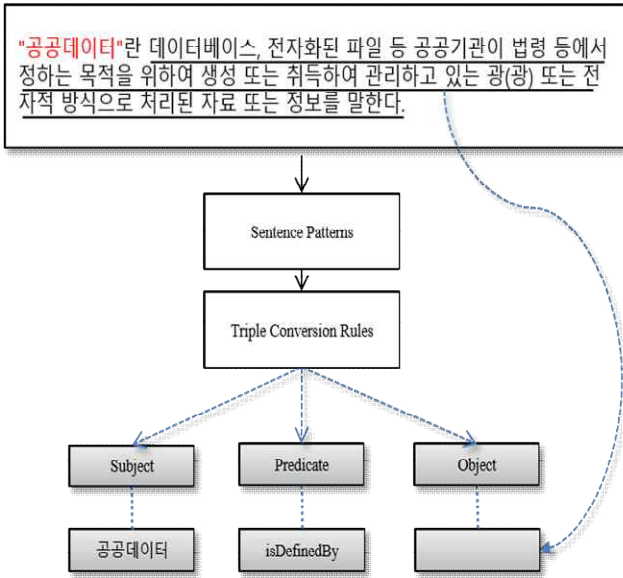 "공공데이터"란 데이터베이스, 전자화된 파일 등 공공기관이 법령 등에서
정하는 목적을 위하여 생성 또는 취득하여 관리하고 있는 광(광) 또는 전
자적 방식으로 처리된 자료 또는 정보를 말한다.
Sentence Patterns
Triple Conversion Rules
Subject
Predicate
Object
공공데이터
isDefinedBy